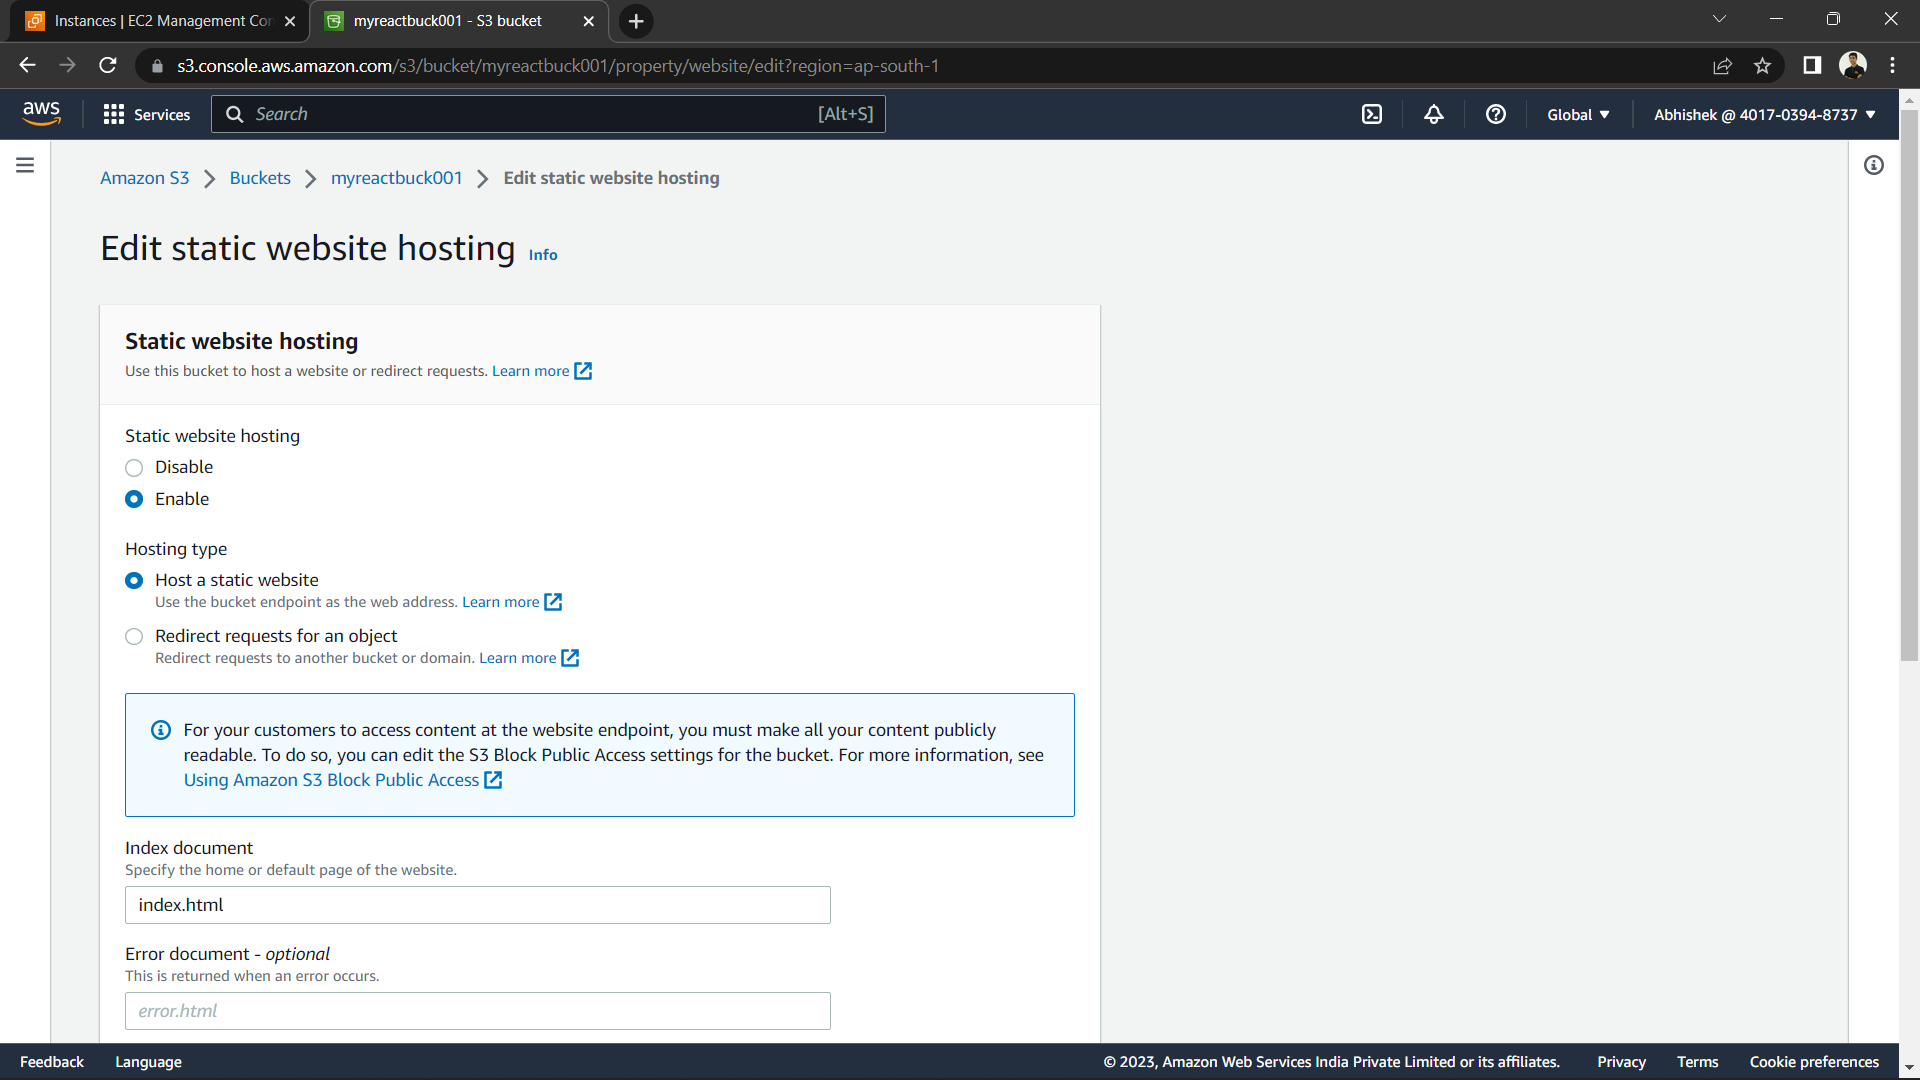 Instances | EC2 Management Con
myreactbuck001 - S3 bucket
s3.console.aws.amazon.com/s3/bucket/myreactbuck001/property/website/edit?region=ap-south-1
aws
Services
Search
[Alt+S]
Global
Abhishek @ 4017-0394-8737
Amazon S3
Buckets
myreactbuck001
Edit static website hosting
Edit static website hosting Info
Static website hosting
Use this bucket to host a website or redirect requests. Learn more
Static website hosting
Disable
Enable
Hosting type
Host a static website
Use the bucket endpoint as the web address. Learn more
Redirect requests for an object
Redirect requests to another bucket or domain. Learn more
For your customers to access content at the website endpoint, you must make all your content publicly
readable. To do so, you can edit the S3 Block Public Access settings for the bucket. For more information, see
Using Amazon S3 Block Public Access
Index document
Specify the home or default page of the website.
index.html
Error document - optional
This is returned when an error occurs.
error.html
Feedback
Language
© 2023, Amazon Web Services India Private Limited or its affiliates.
Privacy
Terms
Cookie preferences